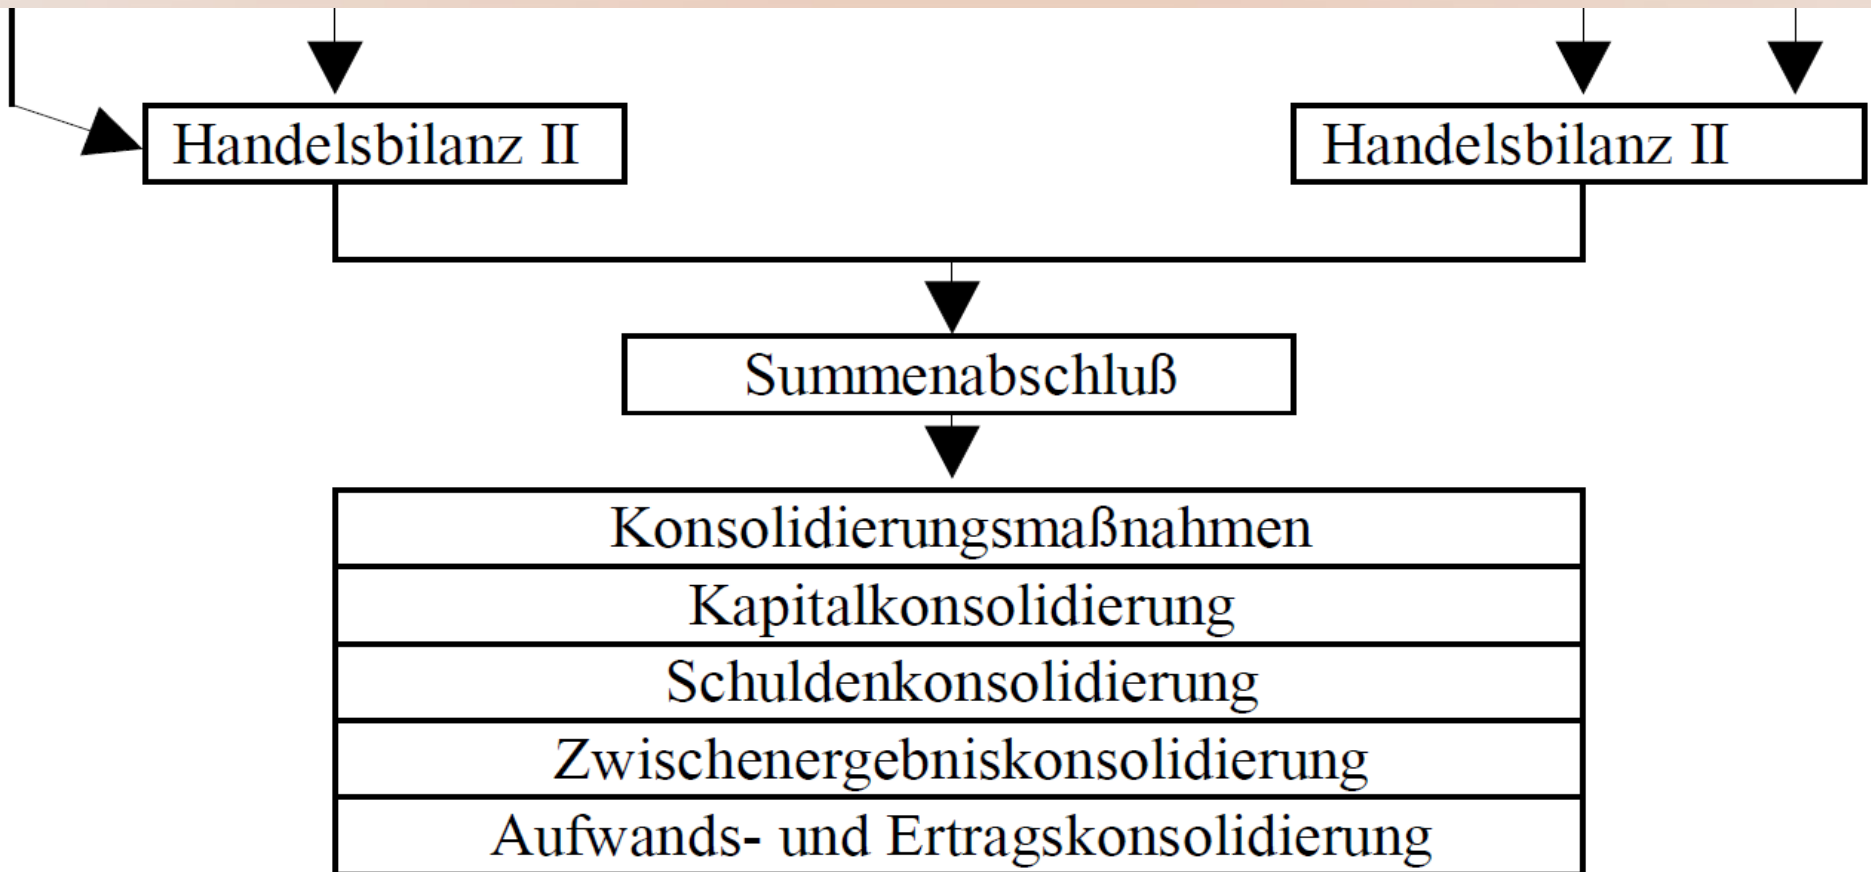 Handelsbilanz II
Handelsbilanz II
Summenabschluß
Konsolidierungsmaßnahmen
Kapitalkonsolidierung
Schuldenkonsolidierung
Zwischenergebniskonsolidierung
Aufwands- und Ertragskonsolidierung